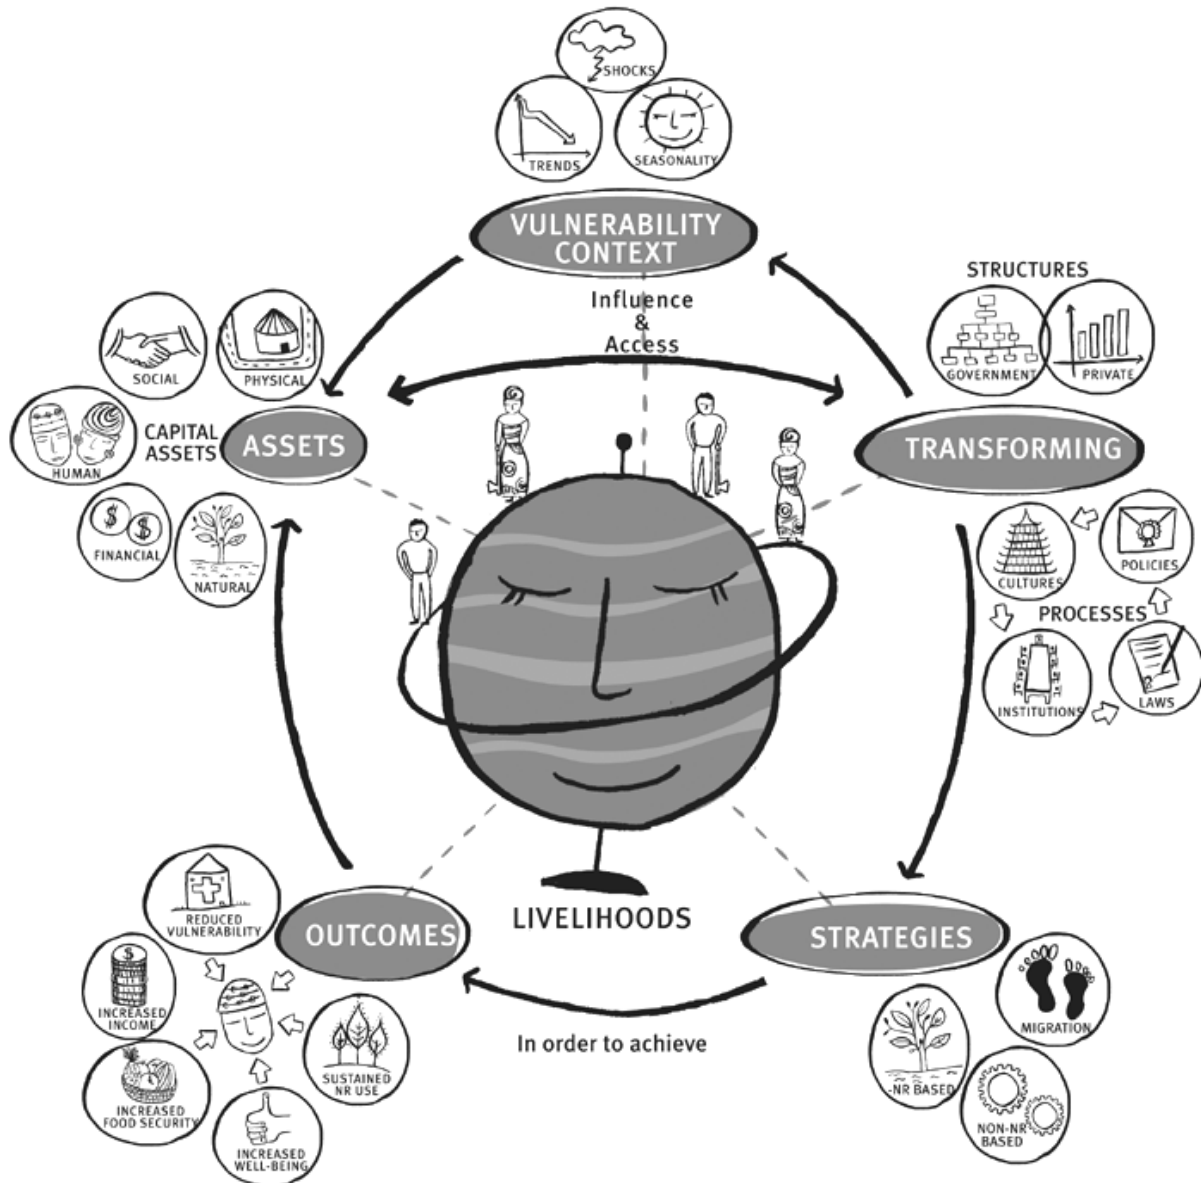 SHOCKS
TRENDS
SEASONALITY
VULNERABILITY
CONTEXT
Influence
&
Access
STRUCTURES
GOVERNMENT
PRIVATE
SOCIAL
PHYSICAL
HUMAN
CAPITAL
ASSETS
ASSETS
FINANCIAL
NATURAL
TRANSFORMING
CULTURES
POLICIES
PROCESSES
INSTITUTIONS
LAWS
LIVELIHOODS
OUTCOMES
STRATEGIES
In order to achieve
REDUCED
VULNERABILITY
$
INCREASED
INCOME
INCREASED
FOOD SECURITY
INCREASED
WELL-BEING
SUSTAINED
NR USE
MIGRATION
-NR BASED
NON-NR
BASED
$
$